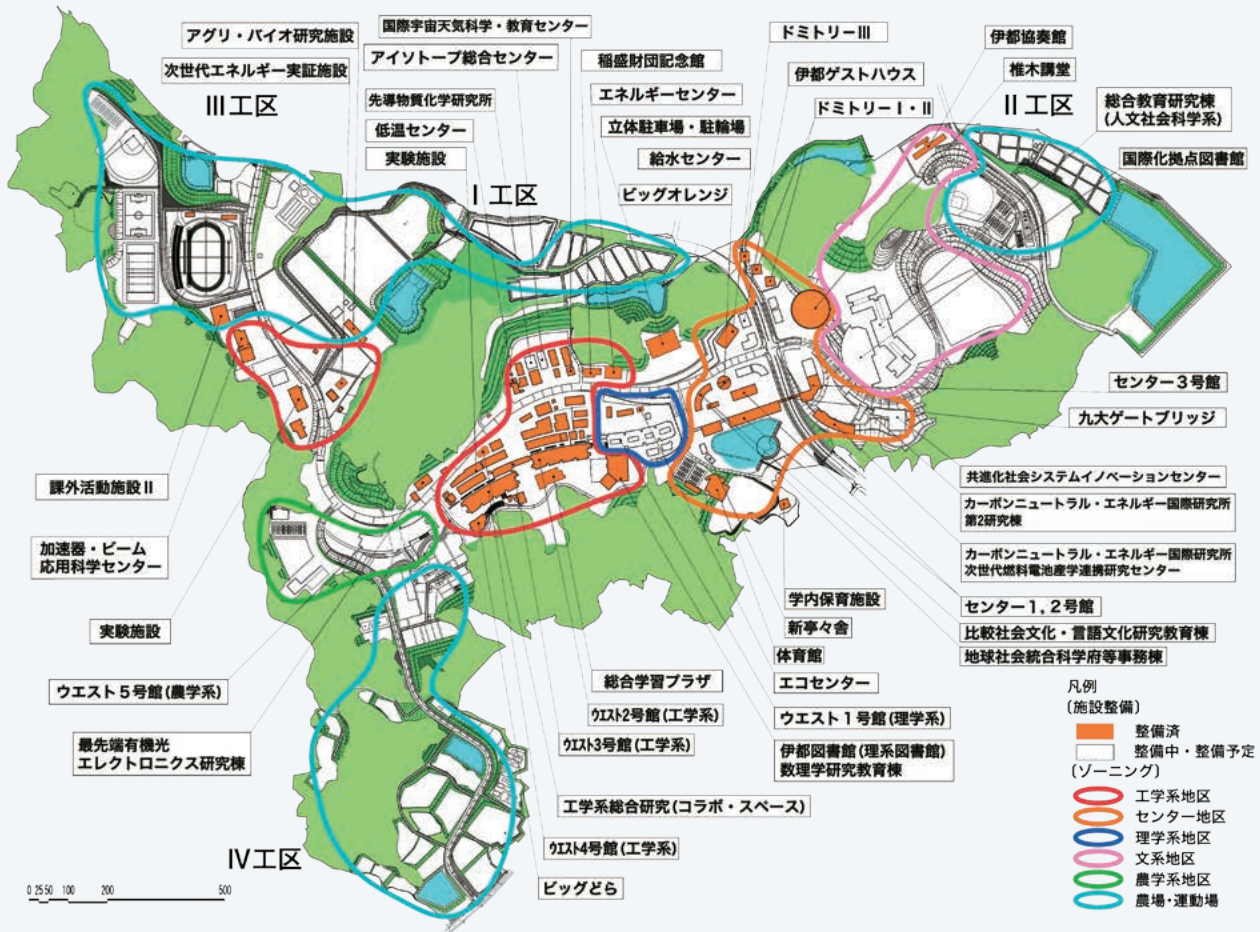 国際宇宙天気科学・教育センター
アグリ・バイオ研究施設
アイソトープ総合センター
次世代エネルギー実証施設
III工区
先導物質化学研究所
低温センター
実験施設
I工区
稲盛財団記念館
エネルギーセンター
立体駐車場・駐輪場
給水センター
ビッグオレンジ
ドミトリーIII
伊都ゲストハウス
ドミトリーI・II
伊都協奏館
椎木講堂
II工区
総合教育研究棟
(人文社会科学系)
国際化拠点図書館
センター3号館
九大ゲートブリッジ
共進化社会システムイノベーションセンター
カーボンニュートラル・エネルギー国際研究所
第2研究棟
カーボンニュートラル・エネルギー国際研究所
次世代燃料電池産学連携研究センター
センター1,2号館
比較社会文化・言語文化研究教育棟
地球社会統合科学府等事務棟
課外活動施設II
加速器・ビーム
応用科学センター
実験施設
ウエスト5号館(農学系)
最先端有機光
エレクトロニクス研究棟
学内保育施設
新亭々舎
体育館
エコセンター
ウエスト1号館(理学系)
伊都図書館(理系図書館)
数理学研究教育棟
総合学習プラザ
ウエスト2号館(工学系)
ウエスト3号館(工学系)
工学系総合研究(コラボ・スペース)
ウエスト4号館(工学系)
ビッグどら
IV工区
0 25 50 100 200 500
凡例
〔施設整備〕
整備済
整備中・整備予定
〔ゾーニング〕
工学系地区
センター地区
理学系地区
文系地区
農学系地区
農場・運動場